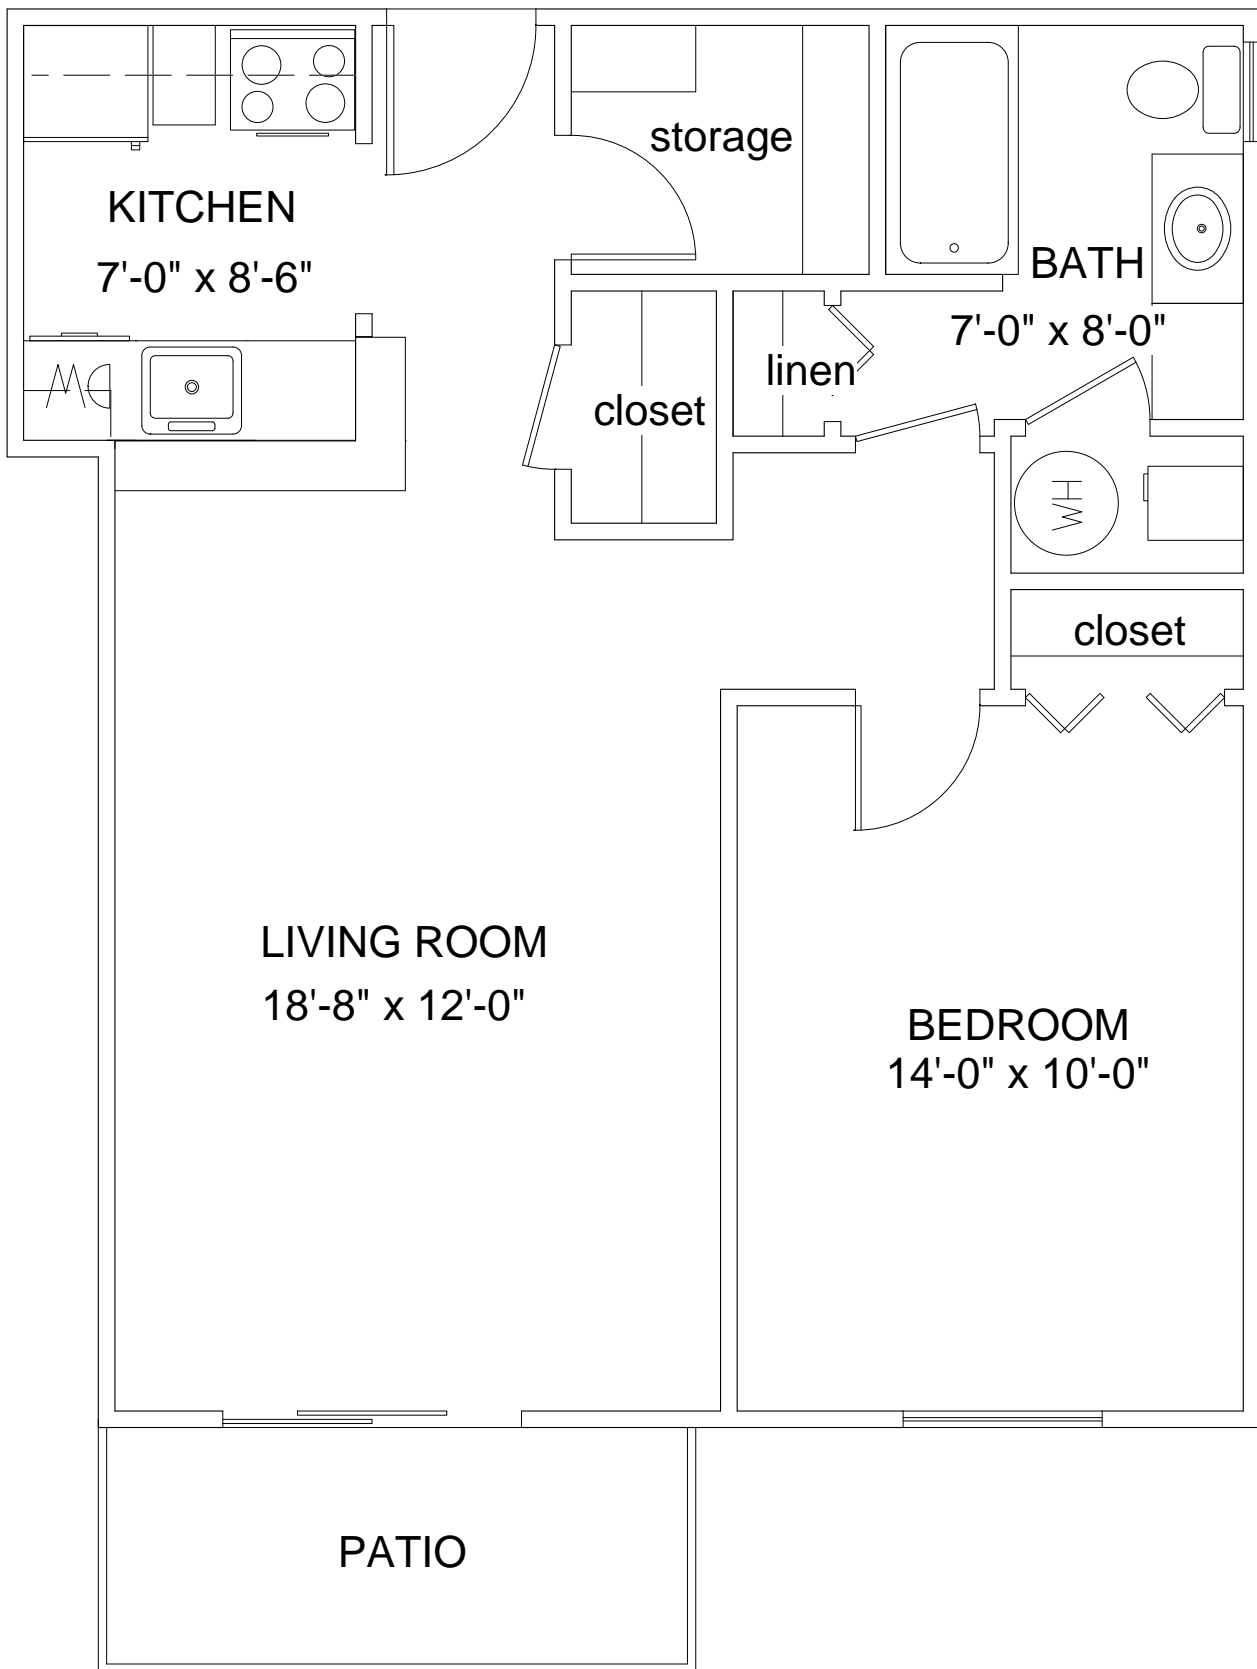 storage
KITCHEN
7'-0" x 8'-6"
BATH
7'-0" x 8'-0"
linen
closet
DW
WH
closet
LIVING ROOM
18'-8" x 12'-0"
BEDROOM
14'-0" x 10'-0"
PATIO